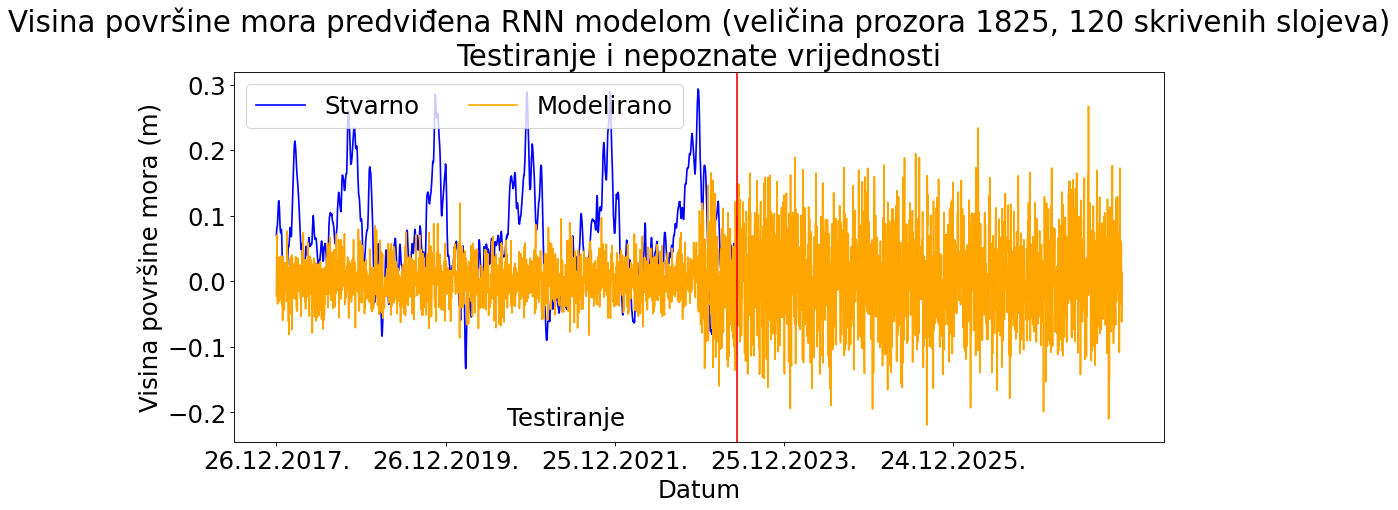 Visina površine mora predviđena RNN modelom (veličina prozora 1825, 120 skrivenih slojeva)
Testiranje i nepoznate vrijednosti
Stvarno
Modelirano
Visina površine mora (m)
0.3
0.2
0.1
0.0
−0.1
−0.2
Testiranje
26.12.2017.
26.12.2019.
25.12.2021.
25.12.2023.
24.12.2025.
Datum